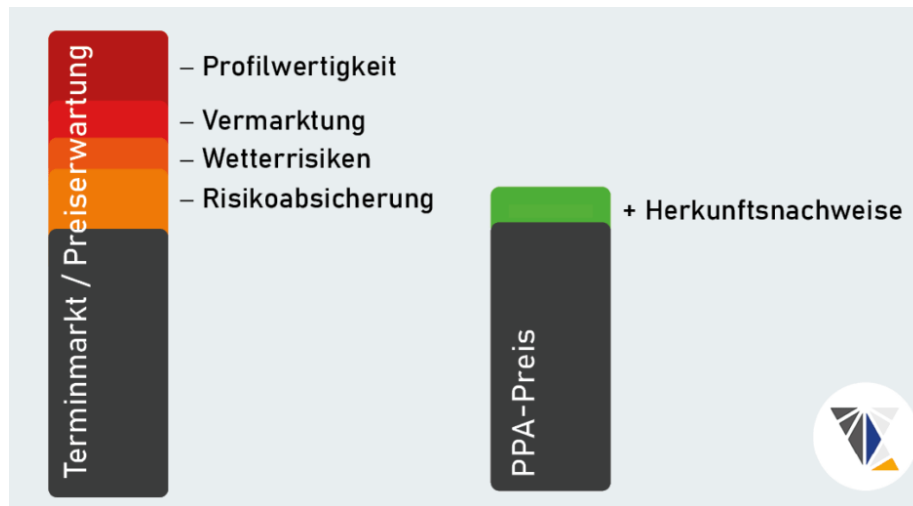 Terminmarkt / Preiserwartung
– Profilwertigkeit
– Vermarktung
– Wetterrisiken
– Risikoabsicherung
PPA-Preis
+ Herkunftsnachweise